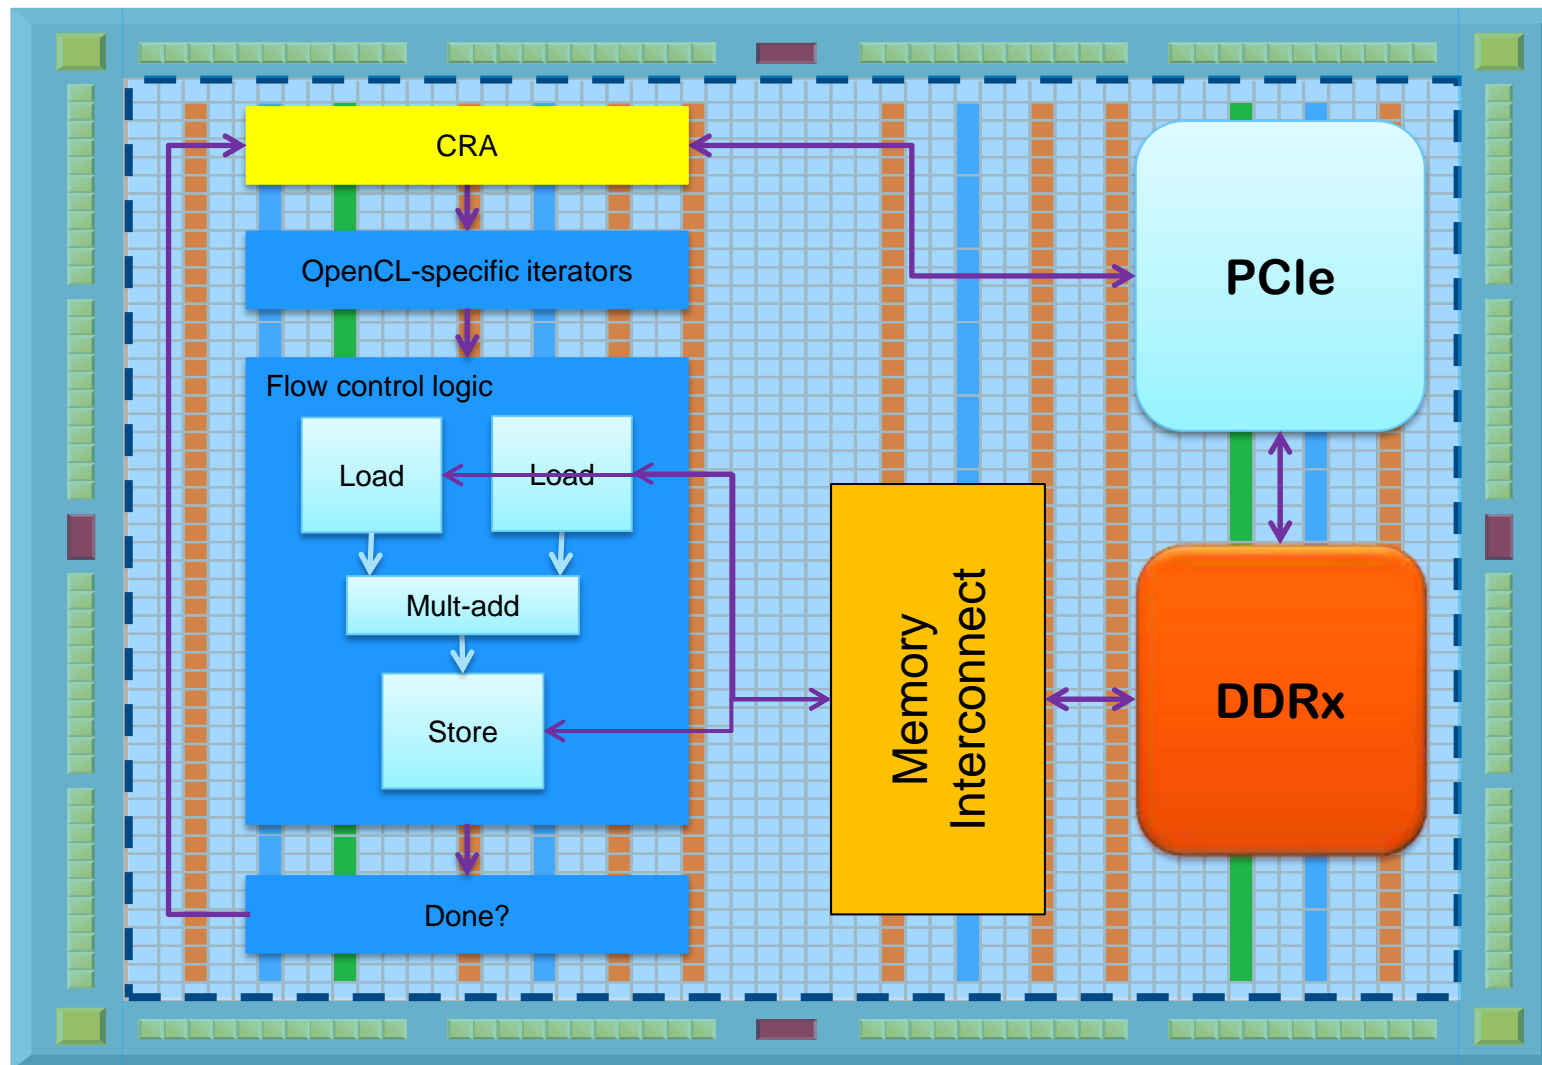 CRA
OpenCL-specific iterators
PCIe
Flow control logic
Load
Load
Mult-add
Store
Memory
Interconnect
DDRx
Done?